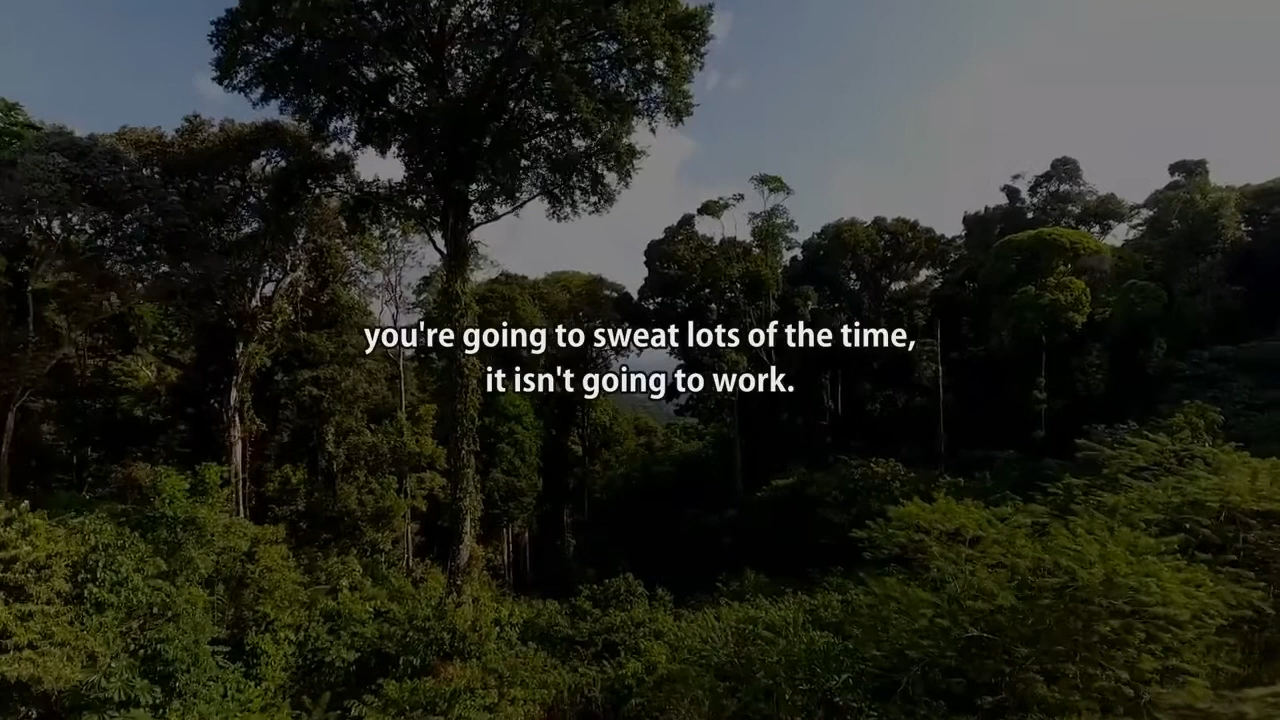 you're going to sweat lots of the time,
it isn't going to work.